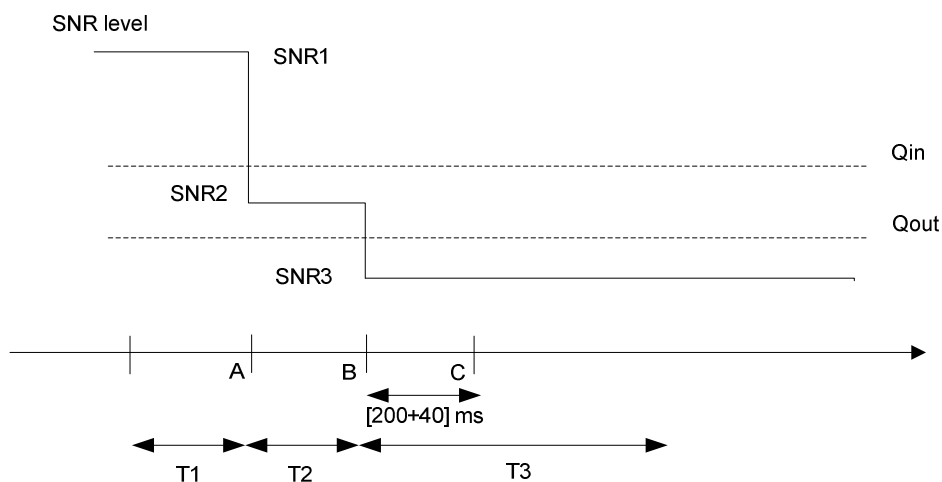 SNR level
SNR1
Qin
SNR2
Qout
SNR3
A B C
[200+40] ms
T1 T2 T3